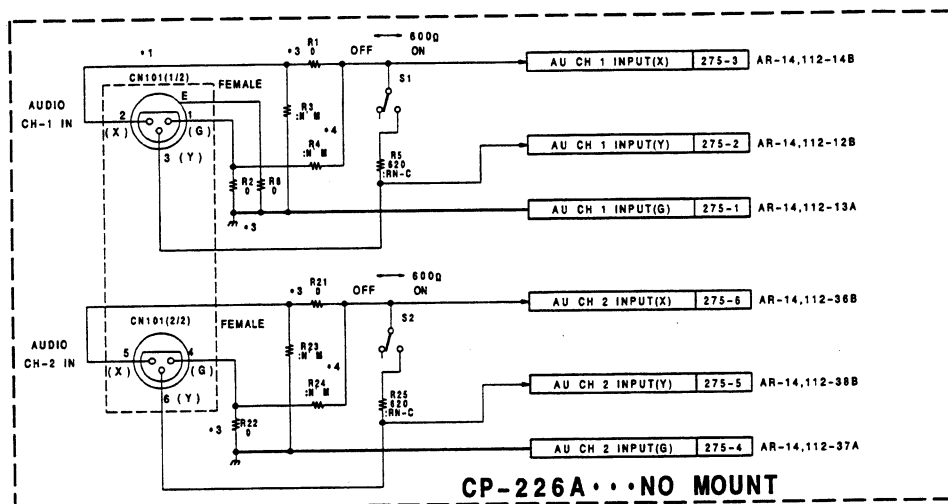 *1
*3 R1 0 OFF 600Ω ON
AU CH 1 INPUT(X) 275-3 AR-14,112-14B
CN101(1/2) FEMALE
S1
AUDIO CH-1 IN
E
2 1
(X) (G)
3 (Y)
R3 :N'M
*4
R4 :N'M
AU CH 1 INPUT(Y) 275-2 AR-14,112-12B
R5 620 :RN-C
R2 0
R6 0
*3
AU CH 1 INPUT(G) 275-1 AR-14,112-13A
*3 R21 0 OFF 600Ω ON
AU CH 2 INPUT(X) 275-6 AR-14,112-36B
CN101(2/2) FEMALE
S2
AUDIO CH-2 IN
5 4
(X) (G)
6 (Y)
R23 :N'M
*4
R24 :N'M
AU CH 2 INPUT(Y) 275-5 AR-14,112-38B
R25 620 :RN-C
*3 R22 0
AU CH 2 INPUT(G) 275-4 AR-14,112-37A
CP-226A···NO MOUNT